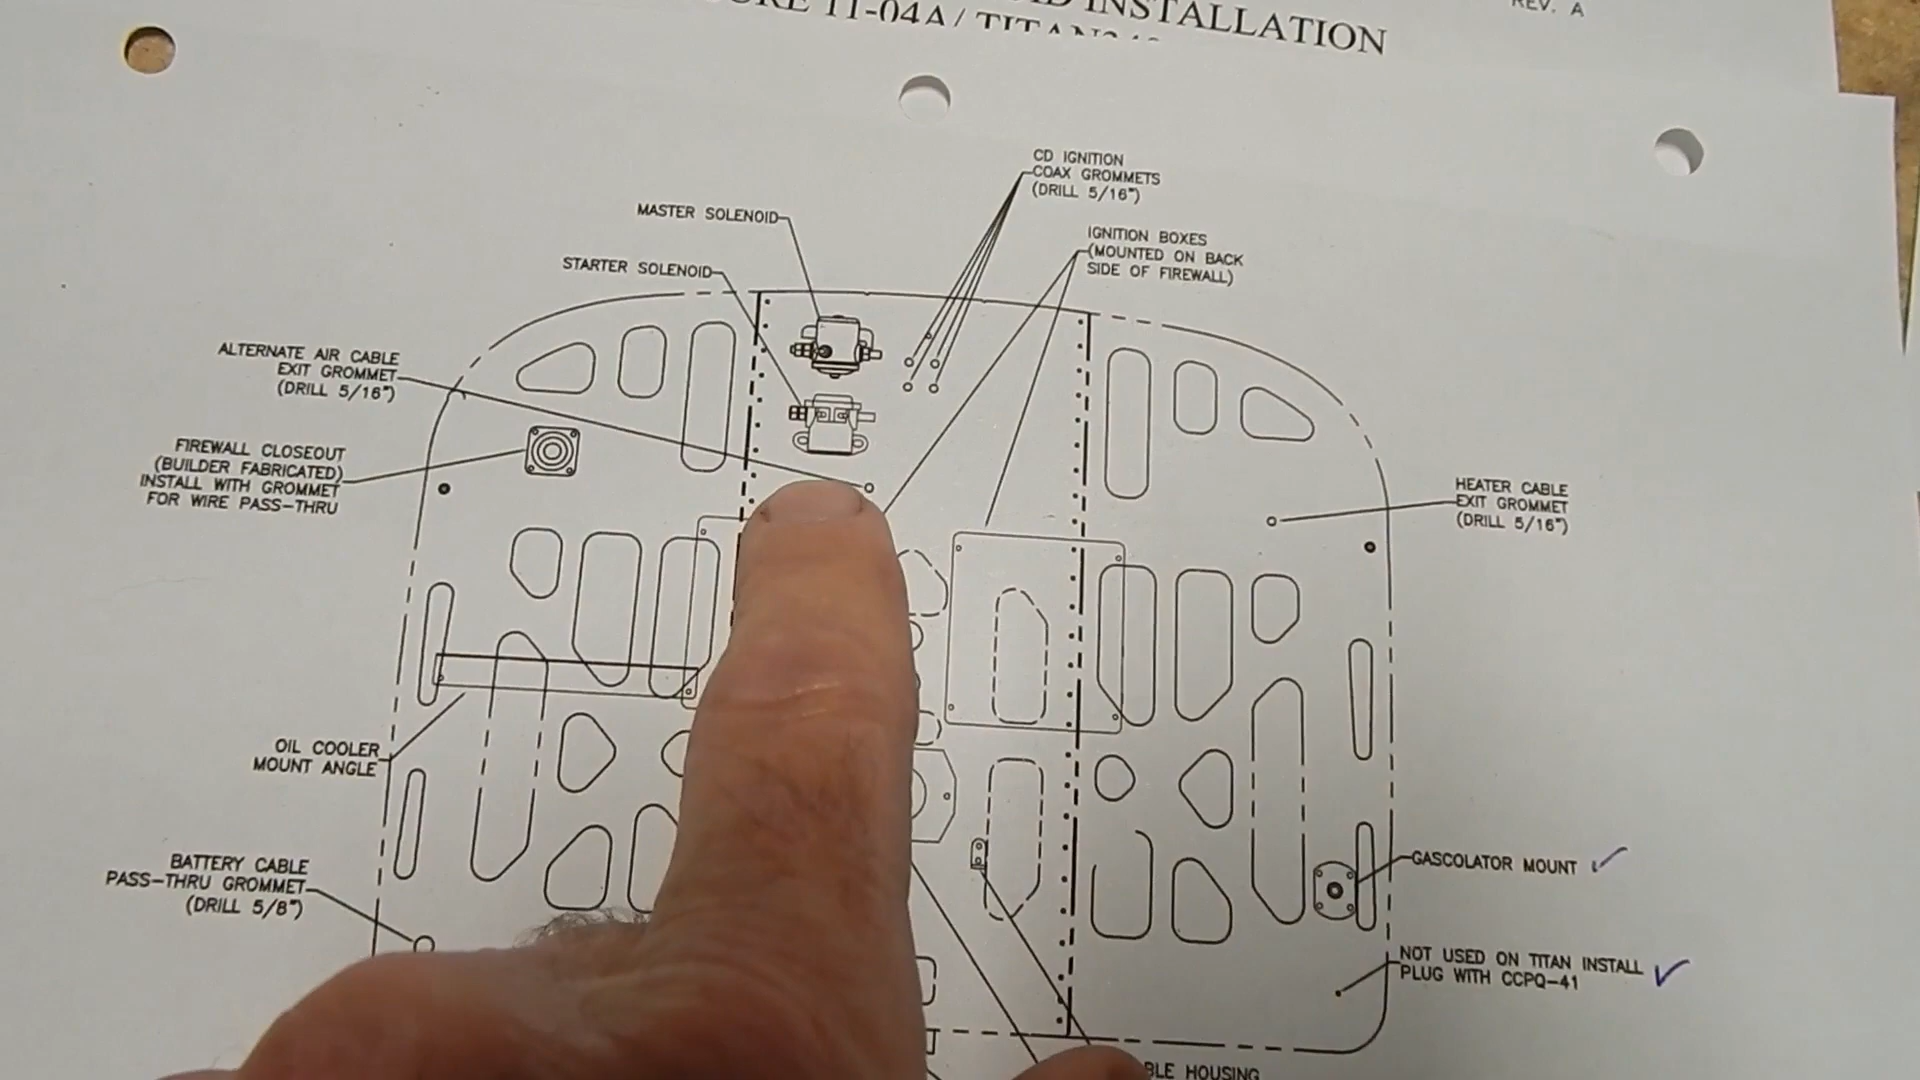 INSTALLATION
11-04A/ TITAN
REV. A
CD IGNITION
COAX GROMMETS
(DRILL 5/16")
MASTER SOLENOID
IGNITION BOXES
(MOUNTED ON BACK
SIDE OF FIREWALL)
STARTER SOLENOID
ALTERNATE AIR CABLE
EXIT GROMMET
(DRILL 5/16")
FIREWALL CLOSEOUT
(BUILDER FABRICATED)
INSTALL WITH GROMMET
FOR WIRE PASS-THRU
HEATER CABLE
EXIT GROMMET
(DRILL 5/16")
OIL COOLER
MOUNT ANGLE
BATTERY CABLE
PASS-THRU GROMMET
(DRILL 5/8")
GASCOLATOR MOUNT
NOT USED ON TITAN INSTALL
PLUG WITH CCPQ-41
HOUSING